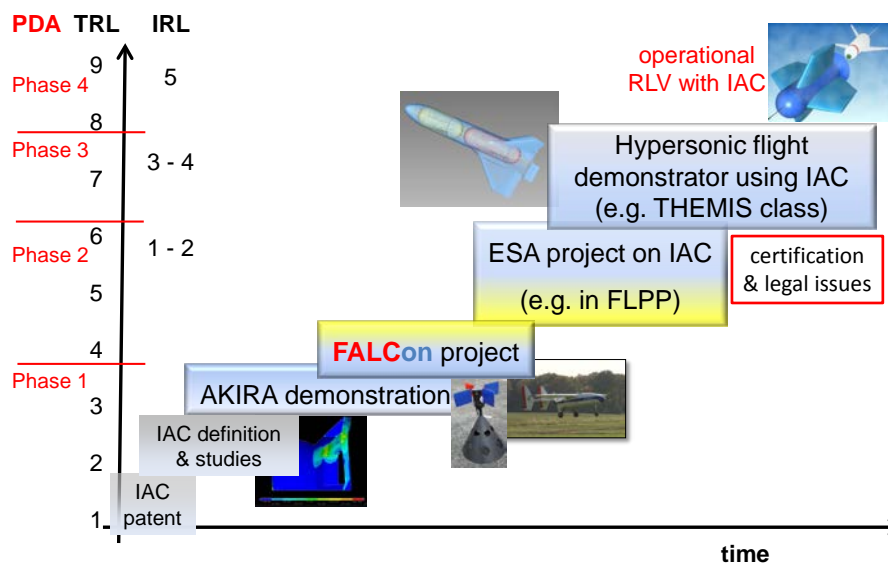 PDA TRL IRL
9
Phase 4
5
8
Phase 3
3 - 4
7
6
Phase 2
1 - 2
5
4
Phase 1
3
2
1
operational
RLV with IAC
Hypersonic flight
demonstrator using IAC
(e.g. THEMIS class)
ESA project on IAC
(e.g. in FLPP)
certification
& legal issues
FALCon project
AKIRA demonstration
IAC definition
& studies
IAC
patent
time